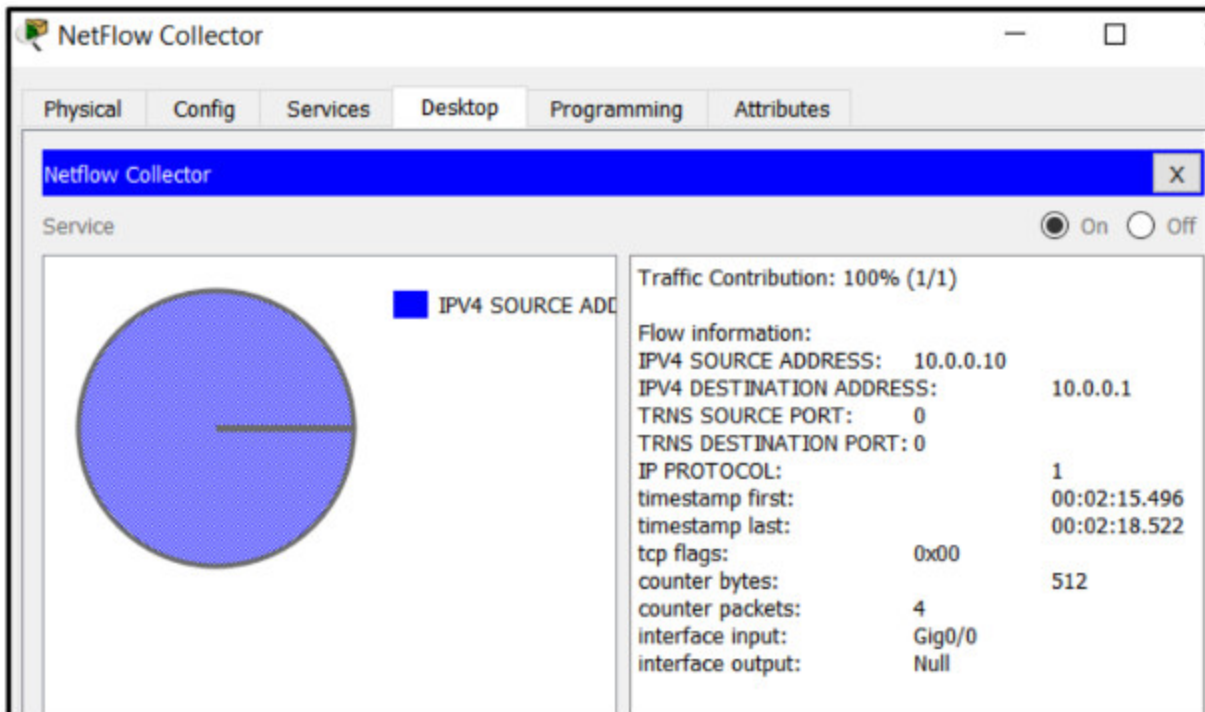 NetFlow Collector
Physical Config Services Desktop Programming Attributes
Netflow Collector X
Service On Off
IPV4 SOURCE ADD
Traffic Contribution: 100% (1/1)
Flow information:
IPV4 SOURCE ADDRESS: 10.0.0.10
IPV4 DESTINATION ADDRESS: 10.0.0.1
TRNS SOURCE PORT: 0
TRNS DESTINATION PORT: 0
IP PROTOCOL: 1
timestamp first: 00:02:15.496
timestamp last: 00:02:18.522
tcp flags: 0x00
counter bytes: 512
counter packets: 4
interface input: Gig0/0
interface output: Null